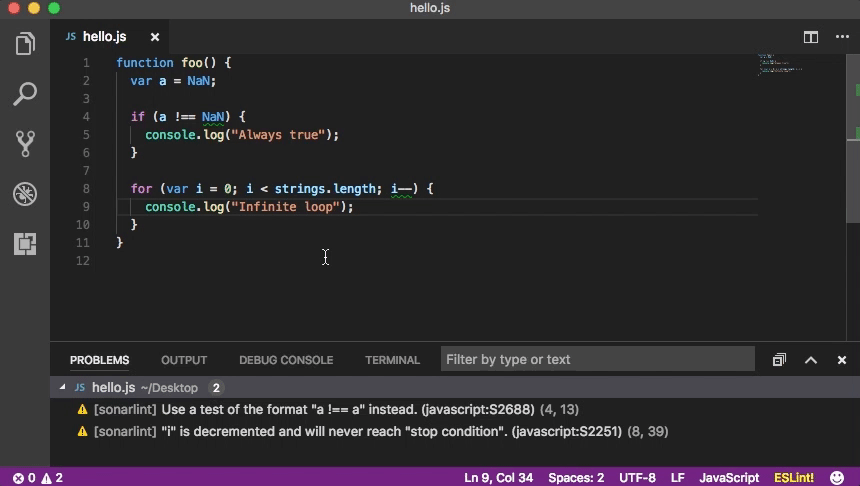 hello.js
JS hello.js ×
1 function foo() {
2 var a = NaN;
3
4 if (a !== NaN) {
5 console.log("Always true");
6 }
7
8 for (var i = 0; i < strings.length; i--) {
9 console.log("Infinite loop");
10 }
11 }
12
PROBLEMS OUTPUT DEBUG CONSOLE TERMINAL Filter by type or text
JS hello.js ~/Desktop 2
[sonarlint] Use a test of the format "a !== a" instead. (javascript:S2688) (4, 13)
[sonarlint] "i" is decremented and will never reach "stop condition". (javascript:S2251) (8, 39)
0 2 Ln 9, Col 34 Spaces: 2 UTF-8 LF JavaScript ESLint!